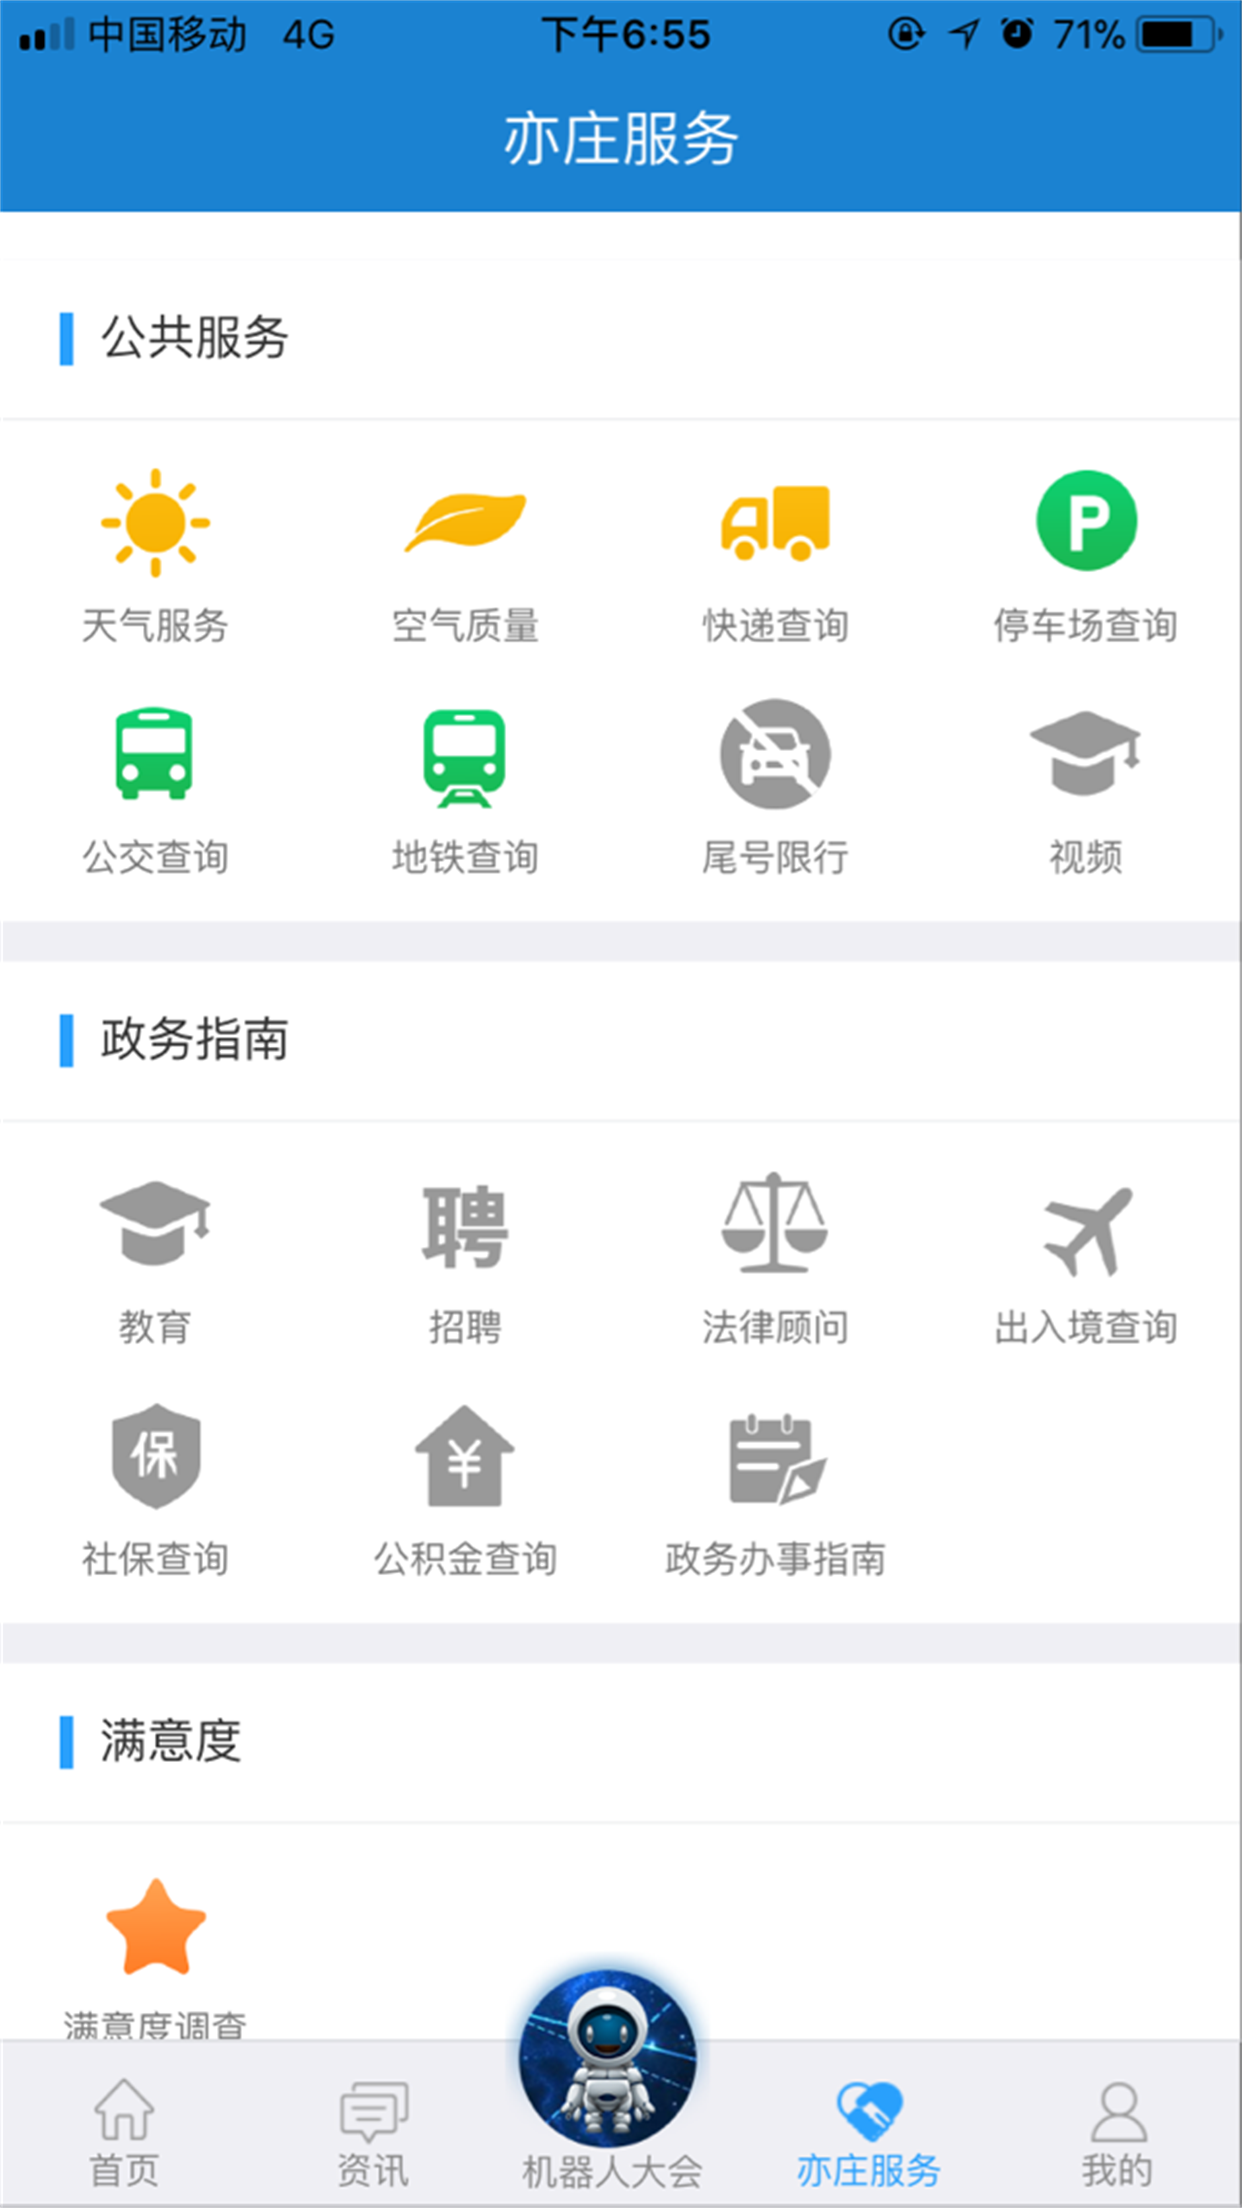 中国移动 4G 下午6:55 71%
亦庄服务
公共服务
天气服务 空气质量 快递查询 停车场查询
P
公交查询 地铁查询 尾号限行 视频
政务指南
聘
教育 招聘 法律顾问 出入境查询
保 ¥
社保查询 公积金查询 政务办事指南
满意度
满意度调查
首页 资讯 机器人大会 亦庄服务 我的